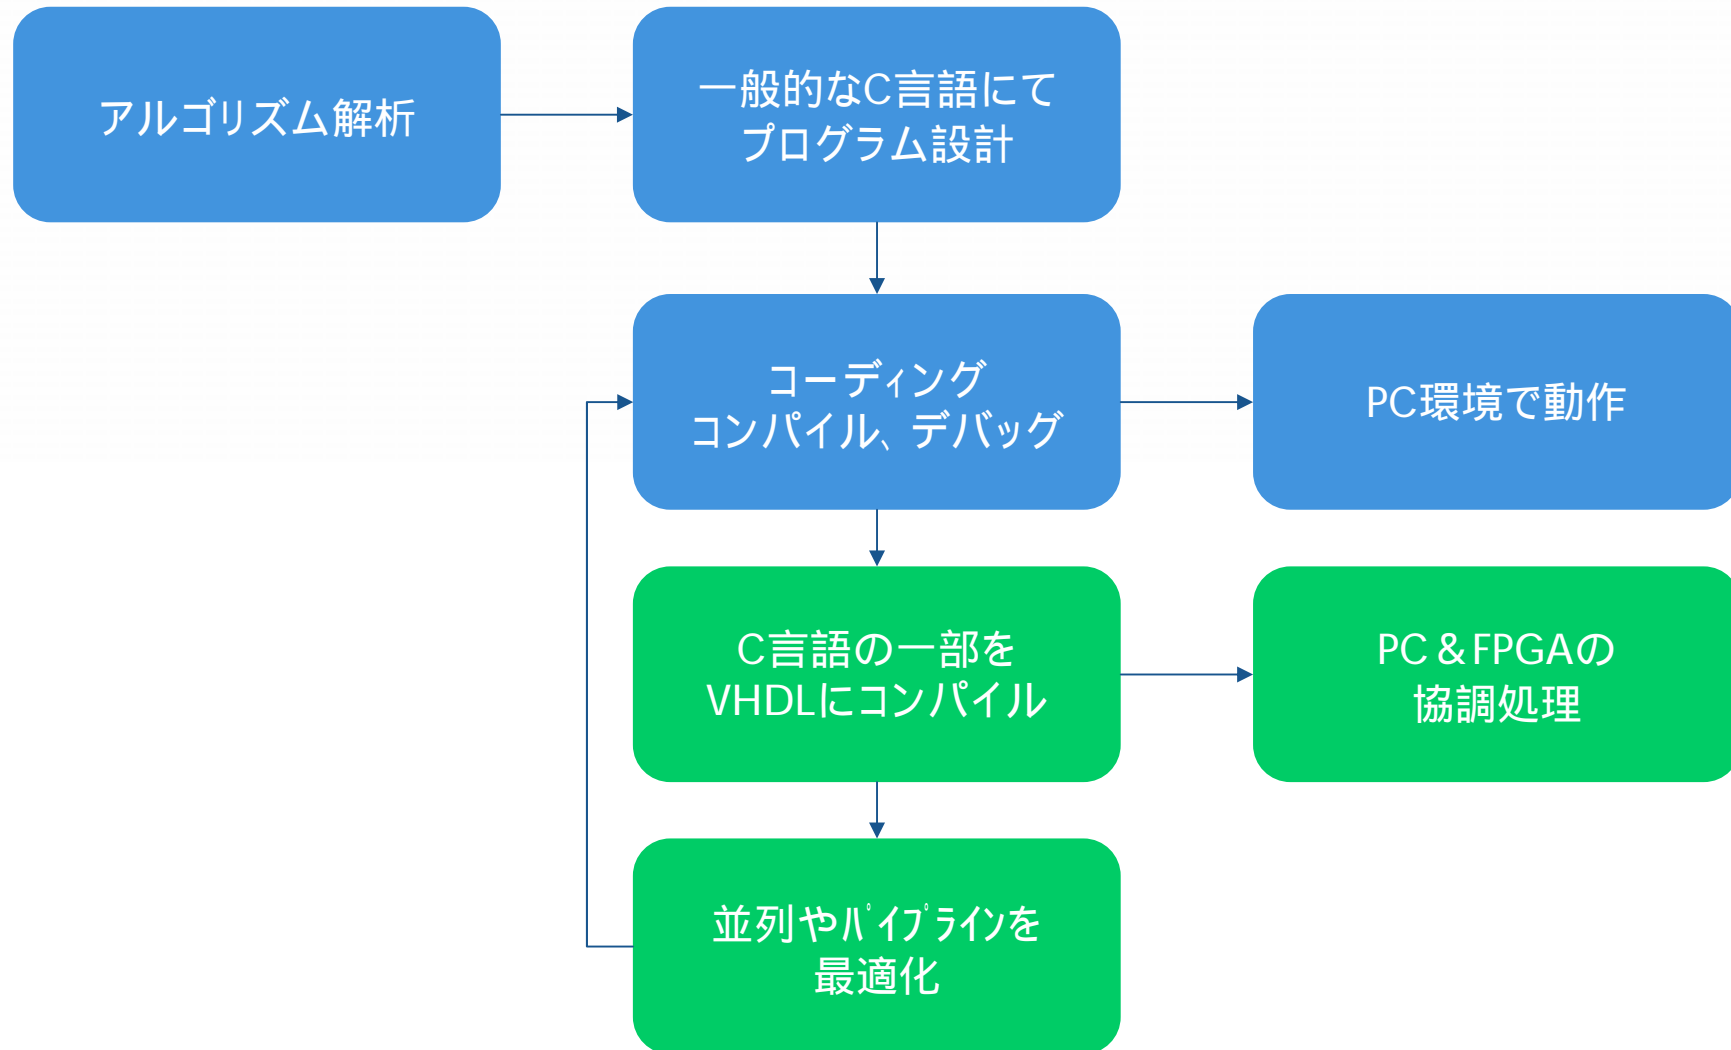 アルゴリズム解析
一般的なC言語にて
プログラム設計
コーディング
コンパイル、デバッグ
PC環境で動作
C言語の一部を
VHDLにコンパイル
PC&FPGAの
協調処理
並列やﾊﾟｲﾌﾟﾗｲﾝを
最適化